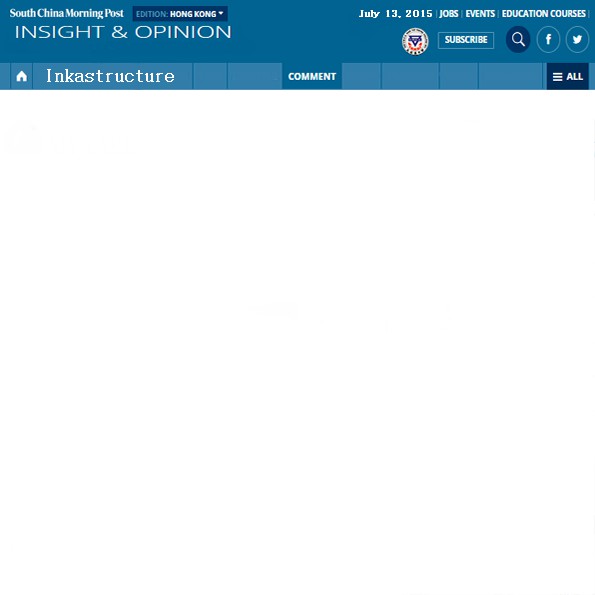 South China Morning Post EDITION: HONG KONG July 13, 2015 | JOBS | EVENTS | EDUCATION COURSES |
INSIGHT & OPINION
SUBSCRIBE
Inkastructure COMMENT ALL